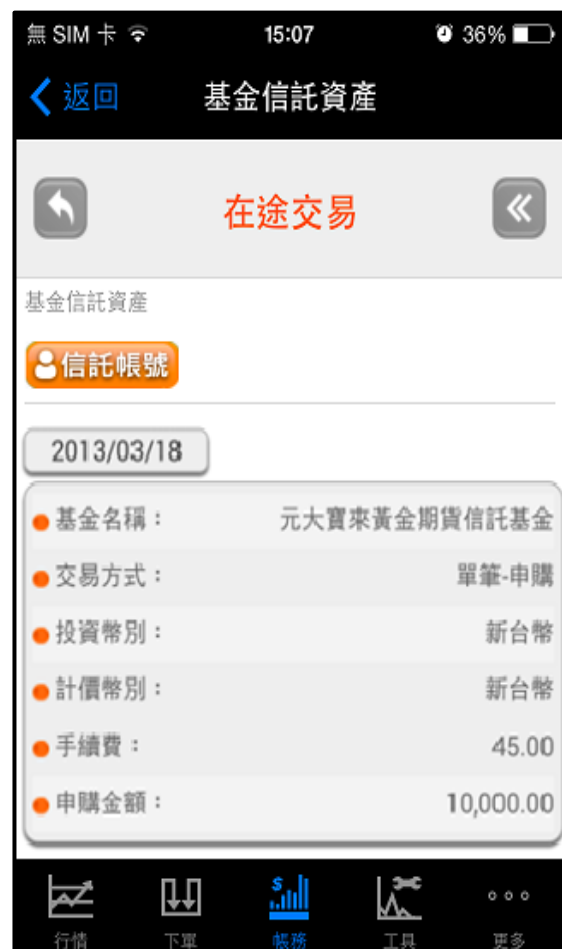 無 SIM 卡 15:07 36%
返回 基金信託資產
在途交易
基金信託資產
信託帳號
2013/03/18
基金名稱： 元大寶來黃金期貨信託基金
交易方式： 單筆-申購
投資幣別： 新台幣
計價幣別： 新台幣
手續費： 45.00
申購金額： 10,000.00
行情 下單 帳務 工具 更多